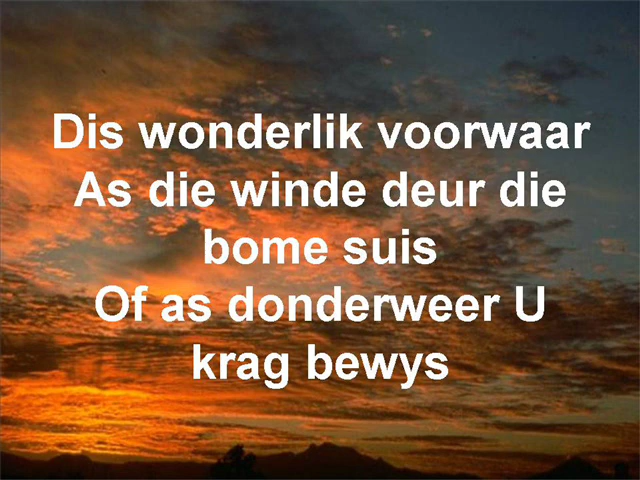 Dis wonderlik voorwaar
As die winde deur die
bome suis
Of as donderweer U
krag bewys